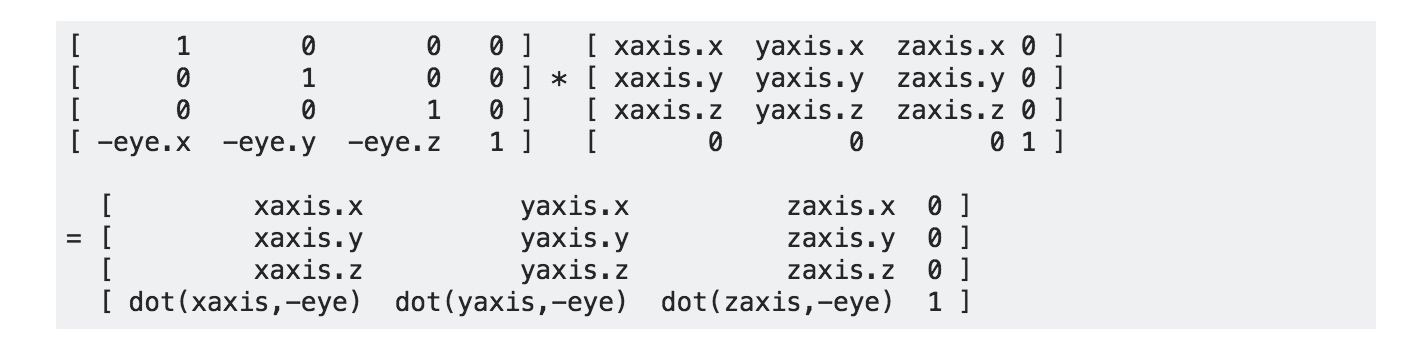 [      1       0       0   0 ]   [ xaxis.x  yaxis.x  zaxis.x 0 ]
[      0       1       0   0 ] * [ xaxis.y  yaxis.y  zaxis.y 0 ]
[      0       0       1   0 ]   [ xaxis.z  yaxis.z  zaxis.z 0 ]
[ -eye.x  -eye.y  -eye.z   1 ]   [       0        0        0 1 ]
  [         xaxis.x          yaxis.x          zaxis.x  0 ]
= [         xaxis.y          yaxis.y          zaxis.y  0 ]
  [         xaxis.z          yaxis.z          zaxis.z  0 ]
  [ dot(xaxis,-eye)  dot(yaxis,-eye)  dot(zaxis,-eye)  1 ]